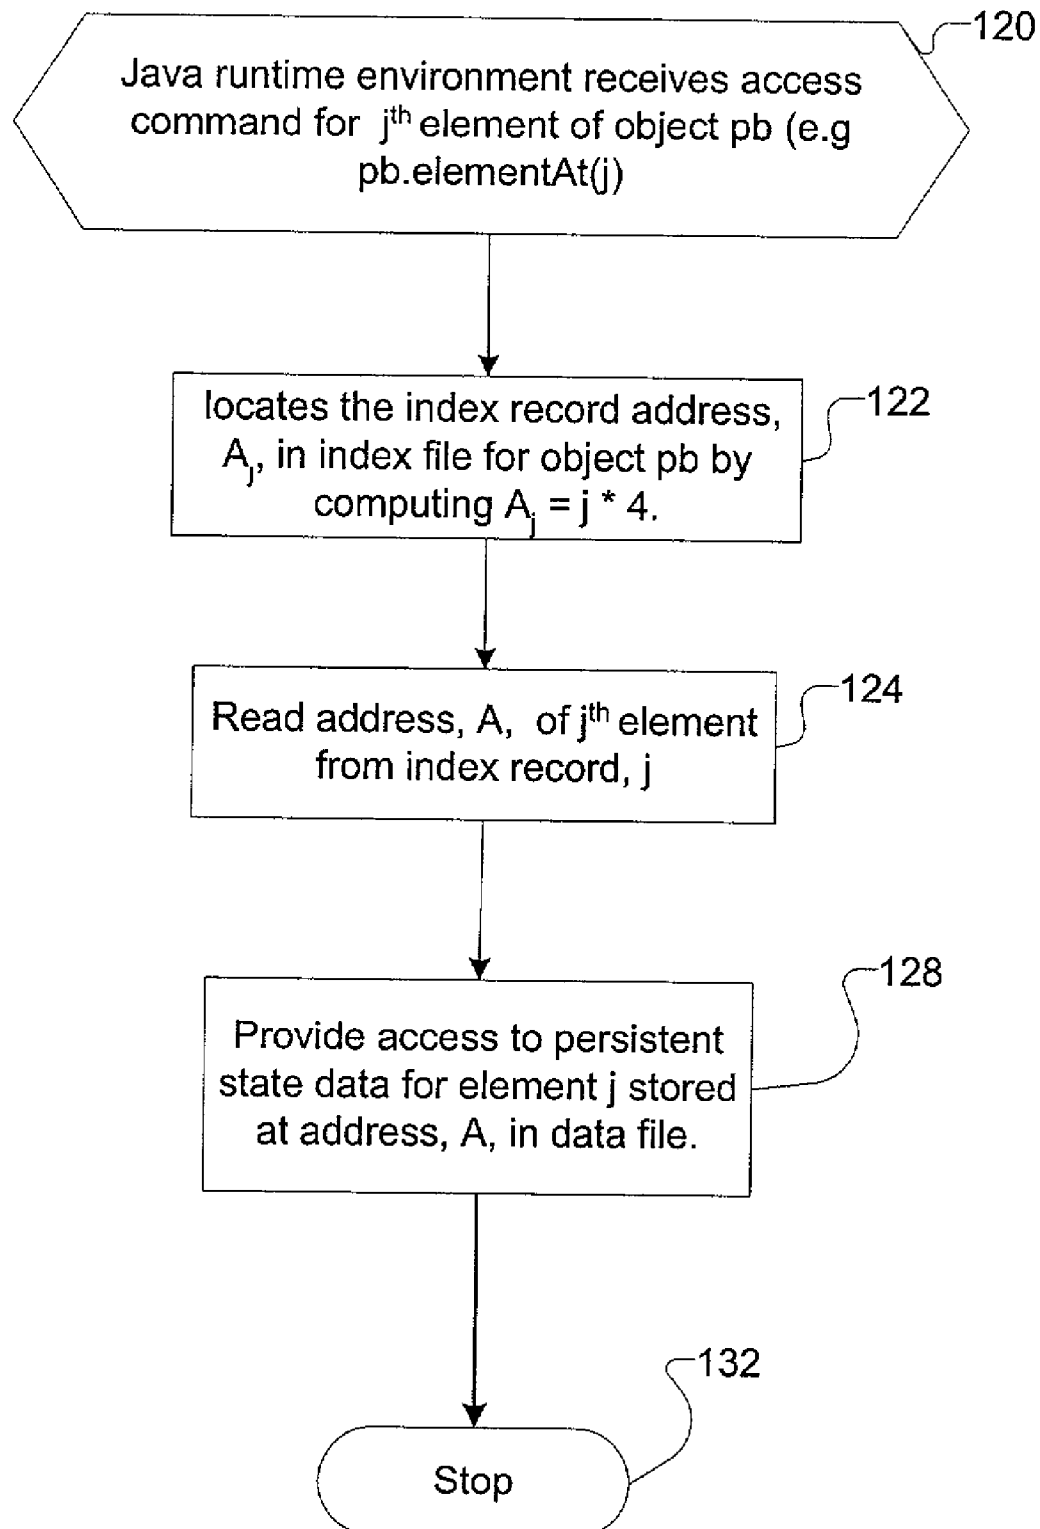 120
Java runtime environment receives access
command for jth element of object pb (e.g
pb.elementAt(j)
122
locates the index record address,
Aj, in index file for object pb by
computing Aj = j * 4.
124
Read address, A, of jth element
from index record, j
128
Provide access to persistent
state data for element j stored
at address, A, in data file.
132
Stop